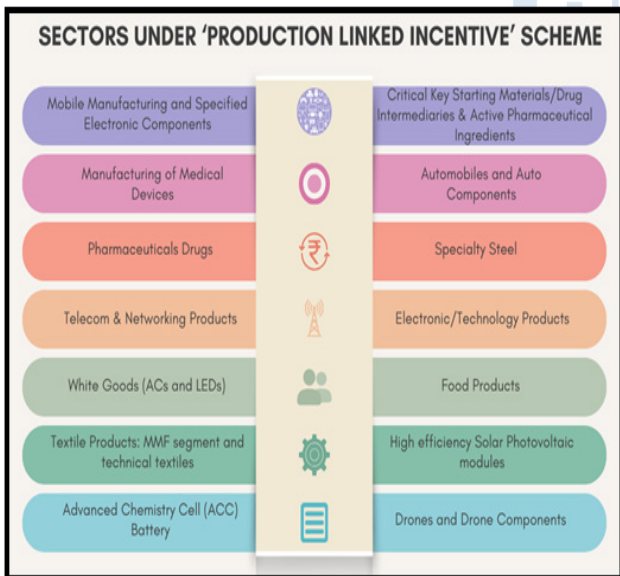 SECTORS UNDER ‘PRODUCTION LINKED INCENTIVE’ SCHEME
Mobile Manufacturing and Specified
Electronic Components
Critical Key Starting Materials/Drug
Intermediaries & Active Pharmaceutical
Ingredients
Manufacturing of Medical
Devices
Automobiles and Auto
Components
Pharmaceuticals Drugs
₹
Specialty Steel
Telecom & Networking Products
Electronic/Technology Products
White Goods (ACs and LEDs)
Food Products
Textile Products: MMF segment and
technical textiles
High efficiency Solar Photovoltaic
modules
Advanced Chemistry Cell (ACC)
Battery
Drones and Drone Components